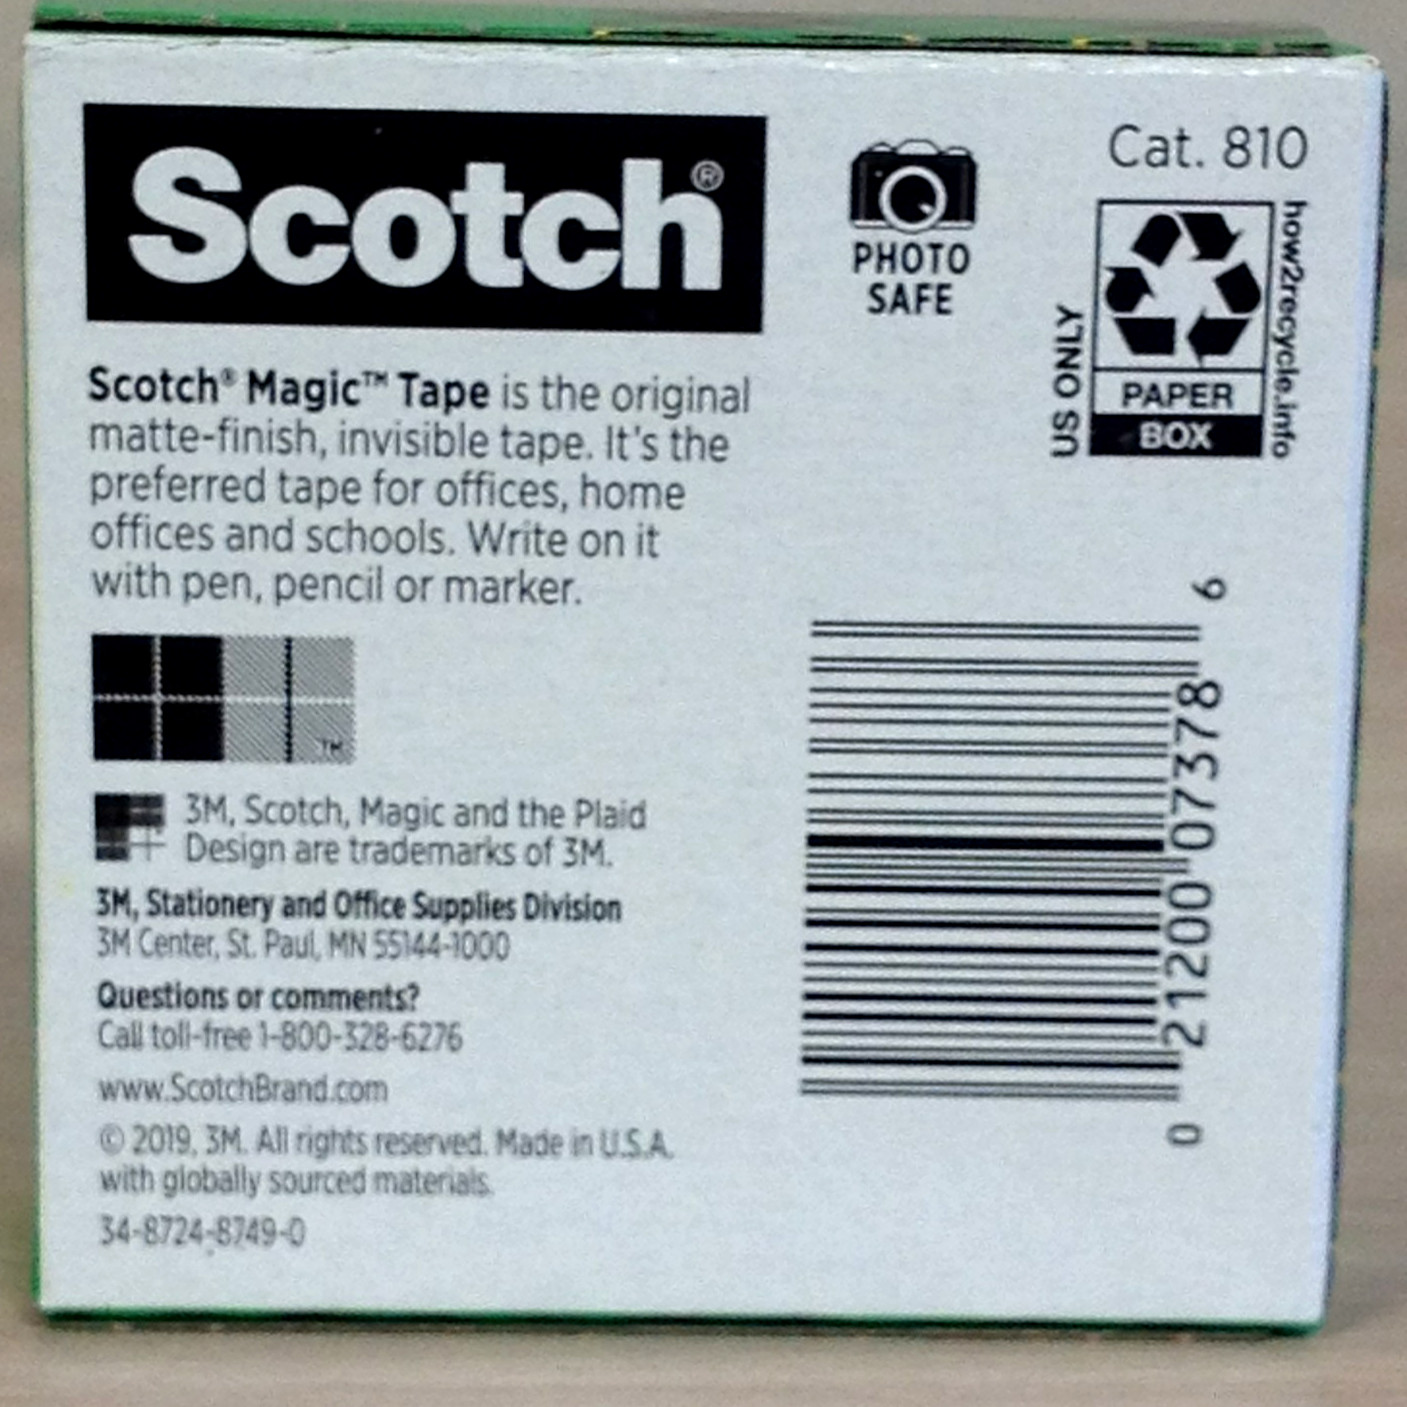 Scotch®
PHOTO
SAFE
Cat. 810
US ONLY
how2recycle.info
PAPER
BOX
Scotch® Magic™ Tape is the original
matte-finish, invisible tape. It's the
preferred tape for offices, home
offices and schools. Write on it
with pen, pencil or marker.
TM
3M, Scotch, Magic and the Plaid
Design are trademarks of 3M.
3M, Stationery and Office Supplies Division
3M Center, St. Paul, MN 55144-1000
Questions or comments?
Call toll-free 1-800-328-6276
www.ScotchBrand.com
© 2019, 3M. All rights reserved. Made in U.S.A.
with globally sourced materials.
34-8724-8749-0
0 21200 07378 6